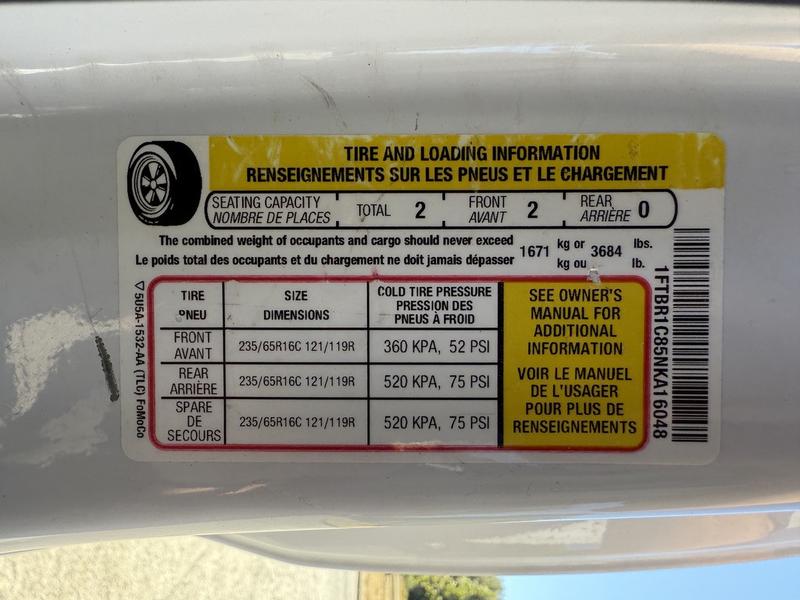 TIRE AND LOADING INFORMATION
RENSEIGNEMENTS SUR LES PNEUS ET LE CHARGEMENT
SEATING CAPACITY
NOMBRE DE PLACES
TOTAL 2
FRONT
AVANT 2
REAR
ARRIÈRE 0
The combined weight of occupants and cargo should never exceed
Le poids total des occupants et du chargement ne doit jamais dépasser
1671 kg or 3684 lbs.
kg ou lb.
TIRE
PNEU
SIZE
DIMENSIONS
COLD TIRE PRESSURE
PRESSION DES
PNEUS À FROID
FRONT
AVANT
235/65R16C 121/119R
360 KPA, 52 PSI
REAR
ARRIÈRE
235/65R16C 121/119R
520 KPA, 75 PSI
SPARE
DE
SECOURS
235/65R16C 121/119R
520 KPA, 75 PSI
SEE OWNER'S
MANUAL FOR
ADDITIONAL
INFORMATION
VOIR LE MANUEL
DE L'USAGER
POUR PLUS DE
RENSEIGNEMENTS
5U5A-1532-AA (TLC) FoMoCo
1FTBR1C85NKA16048